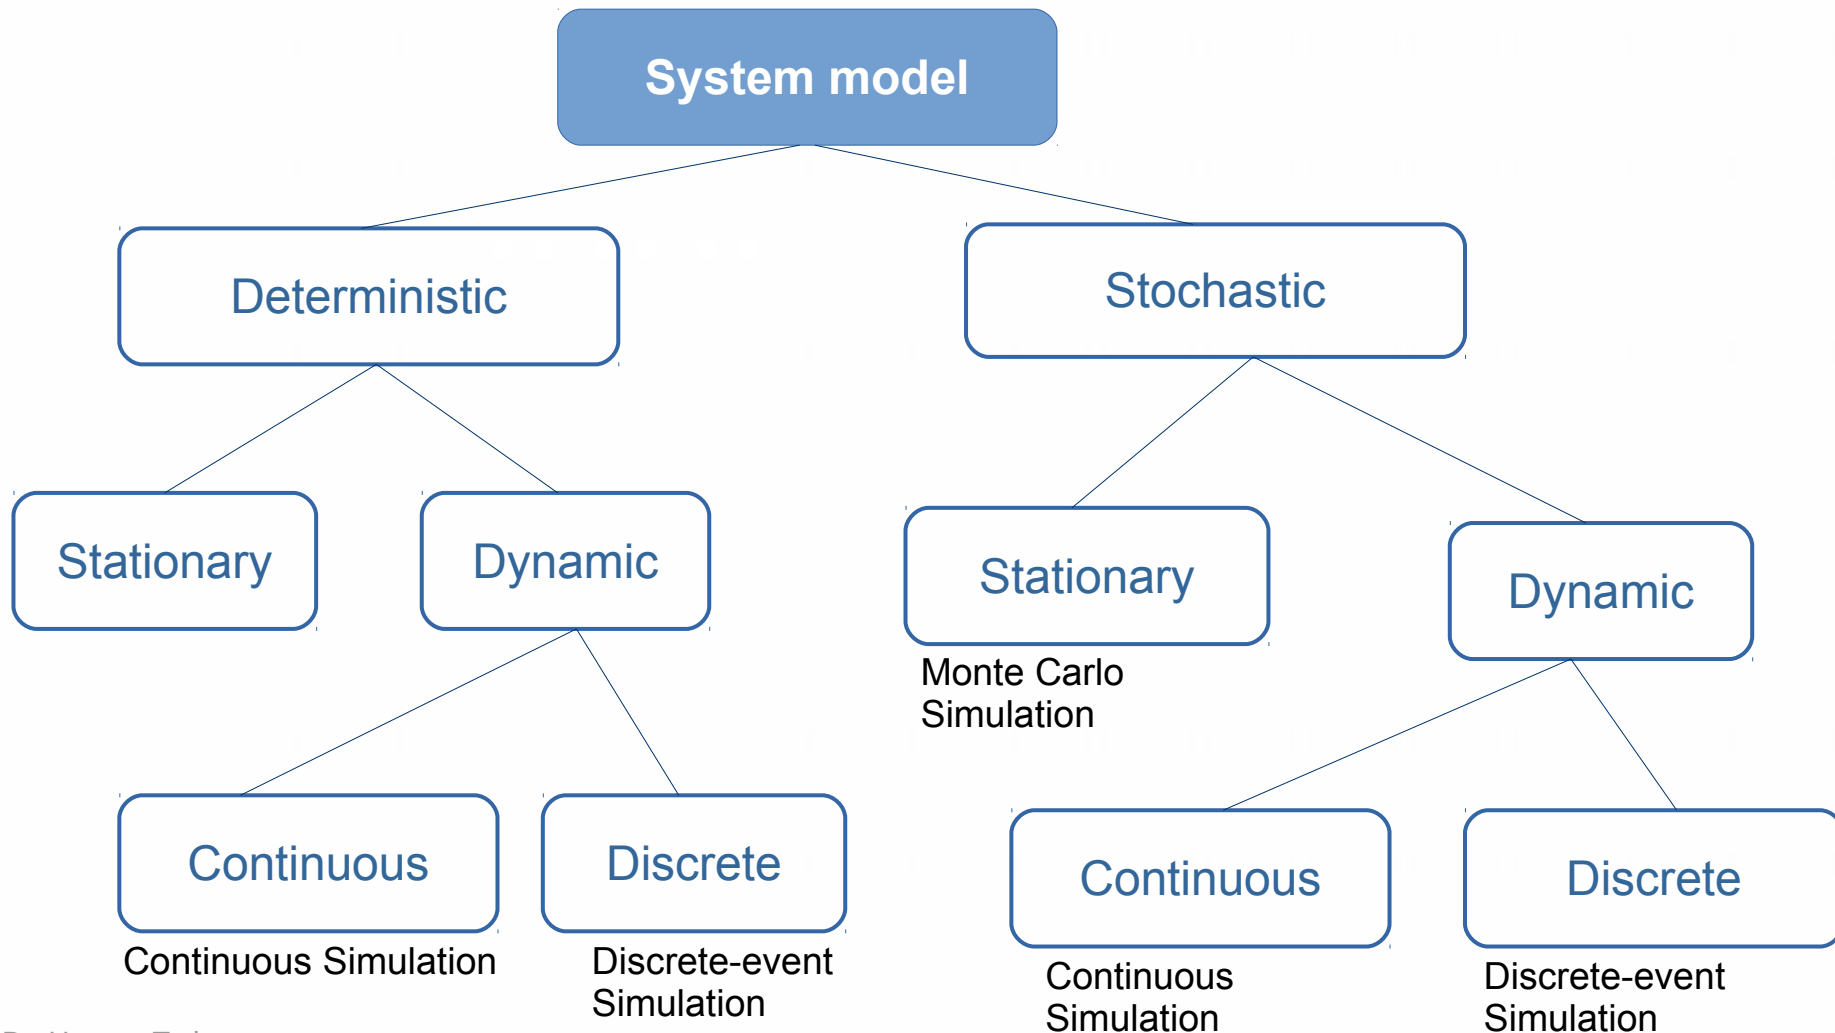 System model
Deterministic
Stochastic
Stationary
Dynamic
Stationary
Dynamic
Monte Carlo
Simulation
Continuous
Discrete
Continuous
Discrete
Continuous Simulation
Discrete-event
Simulation
Continuous
Simulation
Discrete-event
Simulation